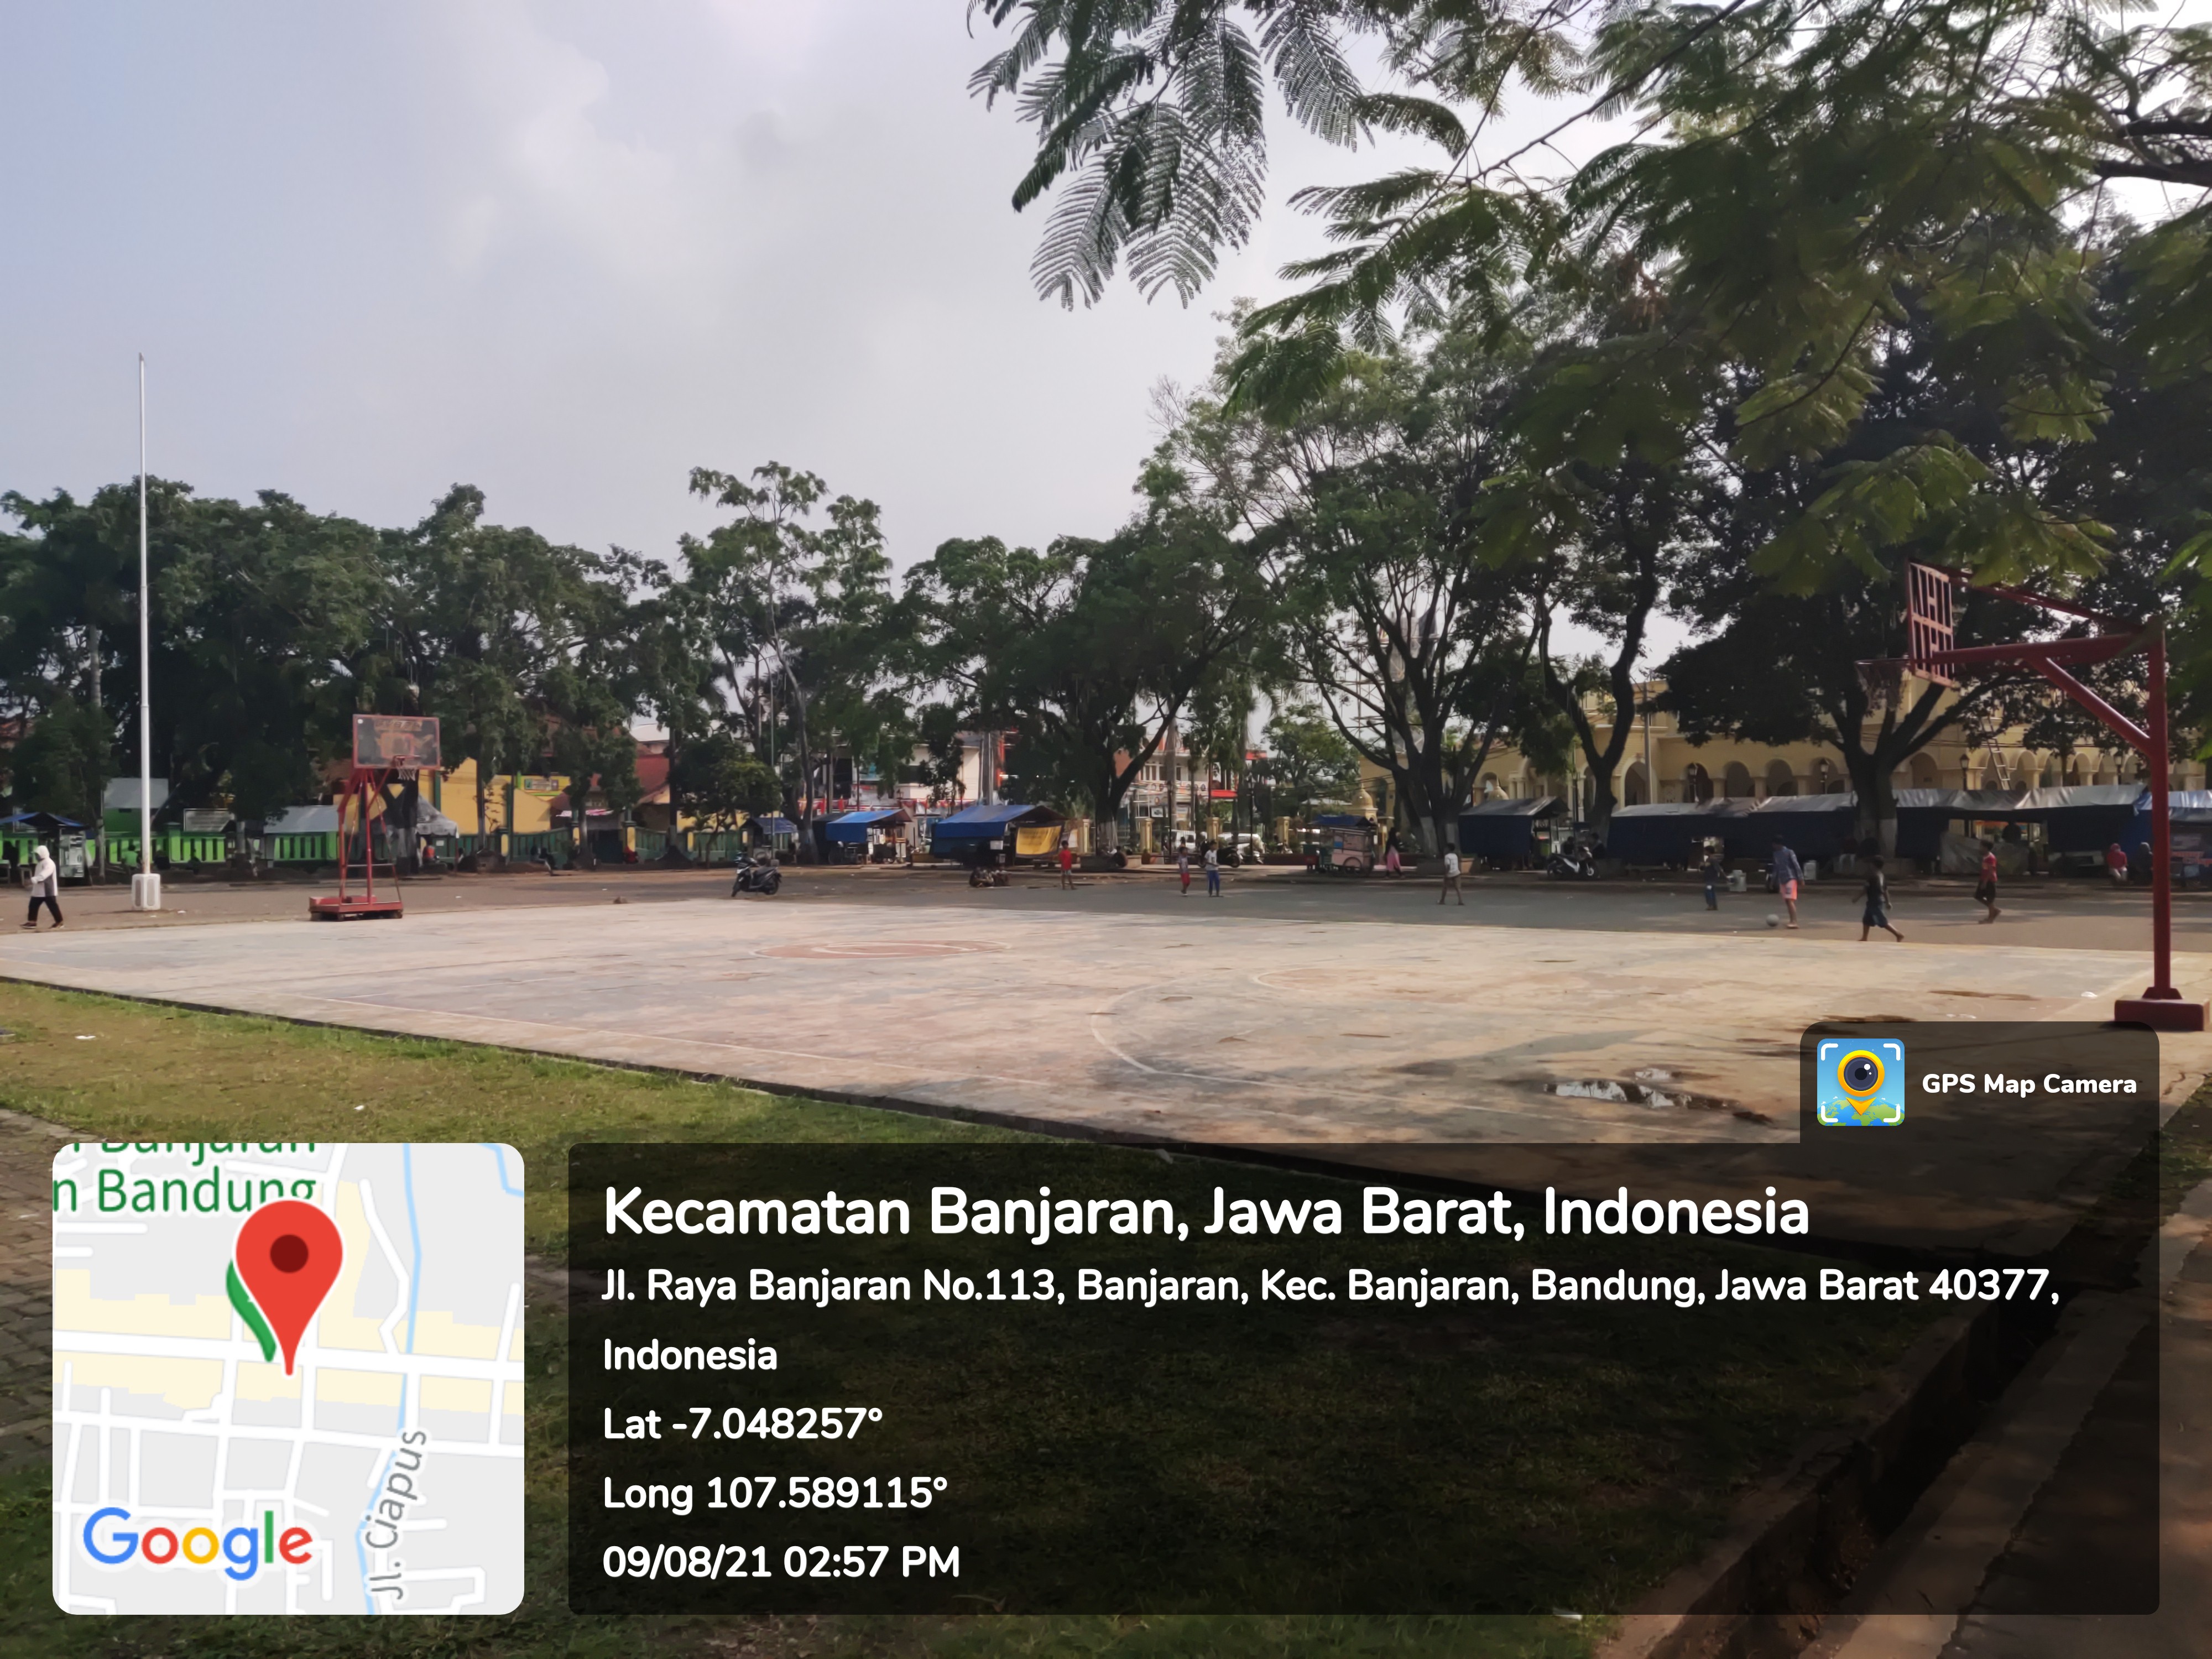 GPS Map Camera
n Banjaran
n Bandung
Jl. Ciapus
Google
Kecamatan Banjaran, Jawa Barat, Indonesia
Jl. Raya Banjaran No.113, Banjaran, Kec. Banjaran, Bandung, Jawa Barat 40377,
Indonesia
Lat -7.048257°
Long 107.589115°
09/08/21 02:57 PM